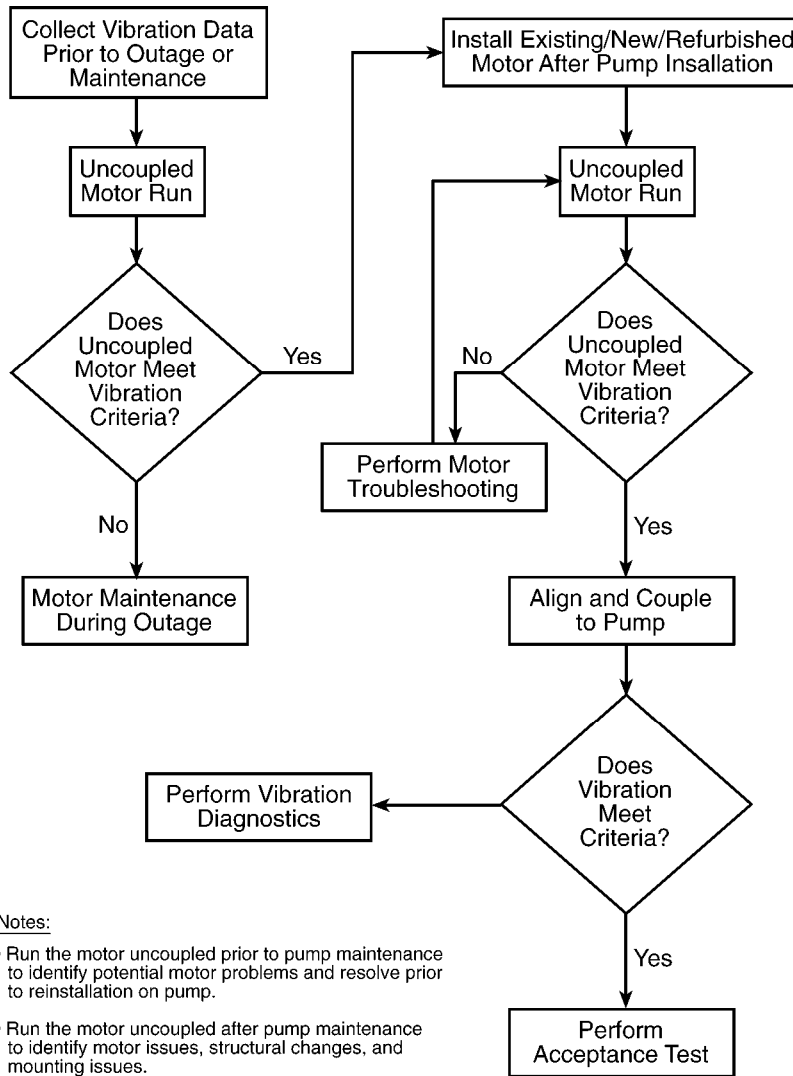 Collect Vibration Data
Prior to Outage or
Maintenance
Install Existing/New/Refurbished
Motor After Pump Insallation
Uncoupled
Motor Run
Uncoupled
Motor Run
Does
Uncoupled
Motor Meet
Vibration
Criteria?
Yes
No
Does
Uncoupled
Motor Meet
Vibration
Criteria?
Perform Motor
Troubleshooting
No
Yes
Motor Maintenance
During Outage
Align and Couple
to Pump
Does
Vibration
Meet
Criteria?
Perform Vibration
Diagnostics
Yes
Perform
Acceptance Test
Notes:
Run the motor uncoupled prior to pump maintenance
to identify potential motor problems and resolve prior
to reinstallation on pump.
Run the motor uncoupled after pump maintenance
to identify motor issues, structural changes, and
mounting issues.